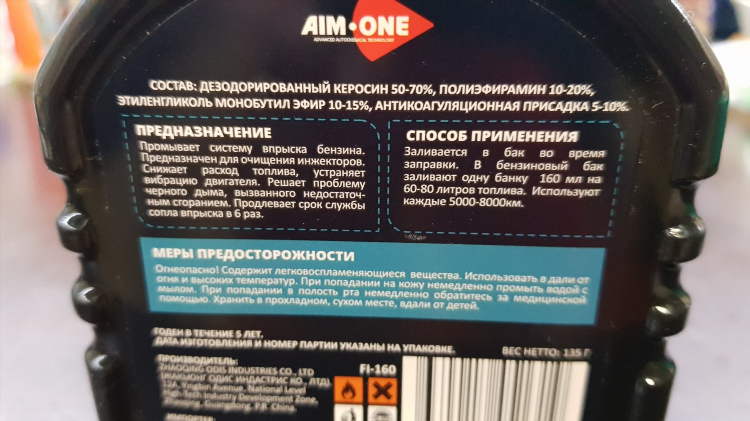 AIM·ONE
ADVANCED AUTOCHEMICAL TECHNOLOGY
СОСТАВ: ДЕЗОДОРИРОВАННЫЙ КЕРОСИН 50-70%, ПОЛИЭФИРАМИН 10-20%,
ЭТИЛЕНГЛИКОЛЬ МОНОБУТИЛ ЭФИР 10-15%, АНТИКОАГУЛЯЦИОННАЯ ПРИСАДКА 5-10%.
ПРЕДНАЗНАЧЕНИЕ
Промывает систему впрыска бензина.
Предназначен для очищения инжекторов.
Снижает расход топлива, устраняет
вибрацию двигателя. Решает проблему
черного дыма, вызванного недостаточ-
ным сгоранием. Продлевает срок службы
сопла впрыска в 6 раз.
СПОСОБ ПРИМЕНЕНИЯ
Заливается в бак во время
заправки. В бензиновый бак
заливают одну банку 160 мл на
60-80 литров топлива. Используют
каждые 5000-8000км.
МЕРЫ ПРЕДОСТОРОЖНОСТИ
Огнеопасно! Содержит легковоспламеняющиеся вещества. Использовать в дали от
огня и высоких температур. При попадании на кожу немедленно промыть водой с
мылом. При попадании в полость рта немедленно обратитесь за медицинской
помощью. Хранить в прохладном, сухом месте, вдали от детей.
ГОДЕН В ТЕЧЕНИЕ 5 ЛЕТ.
ДАТА ИЗГОТОВЛЕНИЯ И НОМЕР ПАРТИИ УКАЗАНЫ НА УПАКОВКЕ.
ВЕС НЕТТО: 135 Г
ПРОИЗВОДИТЕЛЬ:
ZHAOQING ODIS INDUSTRIES CO., LTD
(ЖАКЬЮНГ ОДИС ИНДАСТРИС КО., ЛТД).
12A, Yingbin Avenue, National Level
High-Tech Industry Development Zone,
Zhaoqing, Guangdong, P.R. China.
ИМПОРТЕР:
FI-160